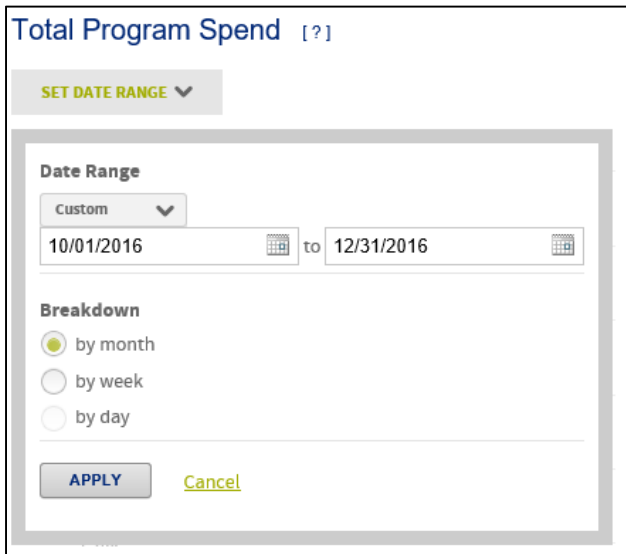 Total Program Spend [?]
SET DATE RANGE
Date Range
Custom
10/01/2016 to 12/31/2016
Breakdown
by month
by week
by day
APPLY Cancel